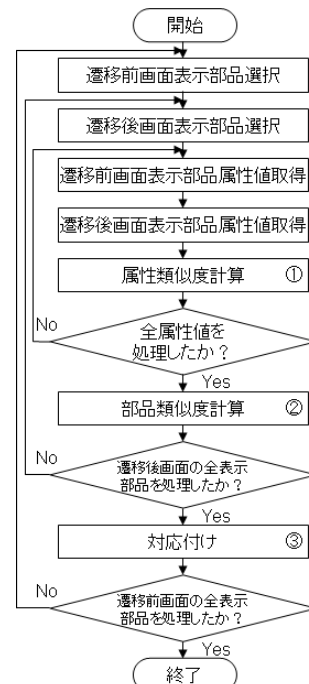 開始
遷移前画面表示部品選択
遷移後画面表示部品選択
遷移前画面表示部品属性値取得
遷移後画面表示部品属性値取得
属性類似度計算 ①
No
全属性値を
処理したか？
Yes
部品類似度計算 ②
No
遷移後画面の全表示
部品を処理したか？
Yes
対応付け ③
No
遷移前画面の全表示
部品を処理したか？
Yes
終了